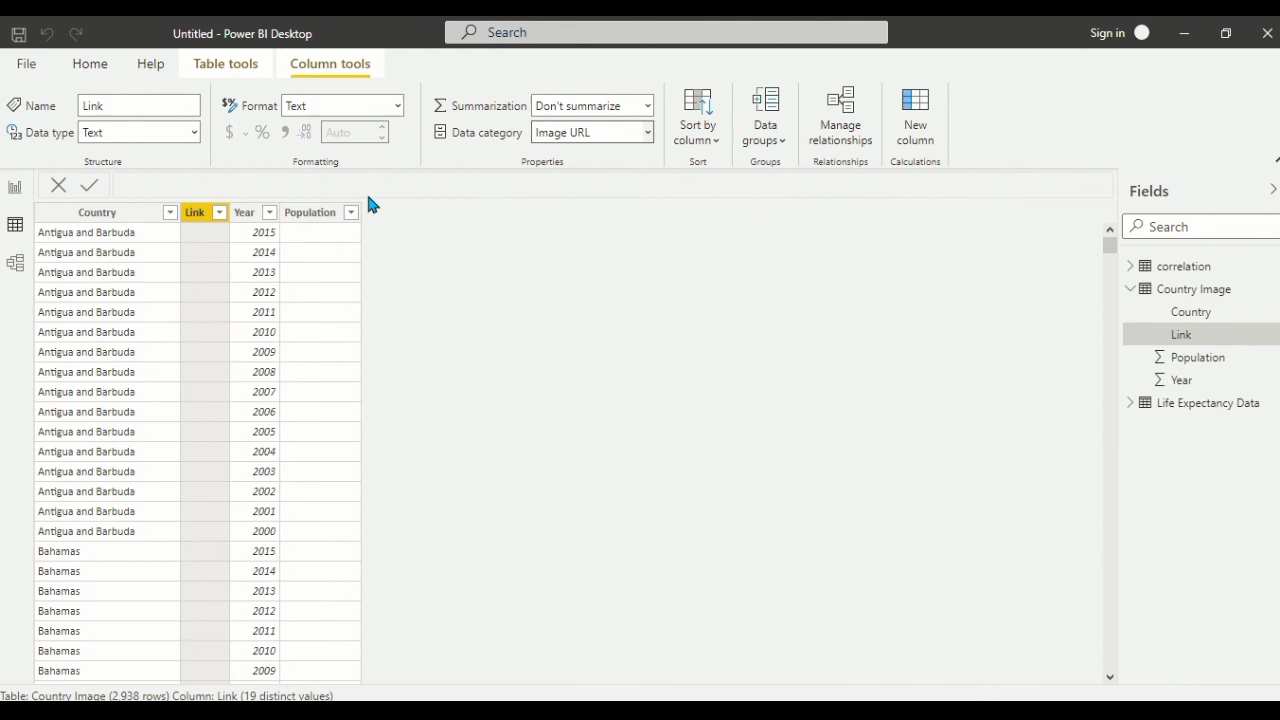 Untitled - Power BI Desktop
Search
Sign in
File Home Help Table tools Column tools
Name Link Format Text Summarization Don't summarize
Data type Text $ % 9 Auto Data category Image URL
Sort by column
Data groups
Manage relationships
New column
Structure Formatting Properties Sort Groups Relationships Calculations
Country Link Year Population
Antigua and Barbuda 2015
Antigua and Barbuda 2014
Antigua and Barbuda 2013
Antigua and Barbuda 2012
Antigua and Barbuda 2011
Antigua and Barbuda 2010
Antigua and Barbuda 2009
Antigua and Barbuda 2008
Antigua and Barbuda 2007
Antigua and Barbuda 2006
Antigua and Barbuda 2005
Antigua and Barbuda 2004
Antigua and Barbuda 2003
Antigua and Barbuda 2002
Antigua and Barbuda 2001
Antigua and Barbuda 2000
Bahamas 2015
Bahamas 2014
Bahamas 2013
Bahamas 2012
Bahamas 2011
Bahamas 2010
Bahamas 2009
Fields
Search
correlation
Country Image
Country
Link
Population
Year
Life Expectancy Data
Table: Country Image (2,938 rows) Column: Link (19 distinct values)